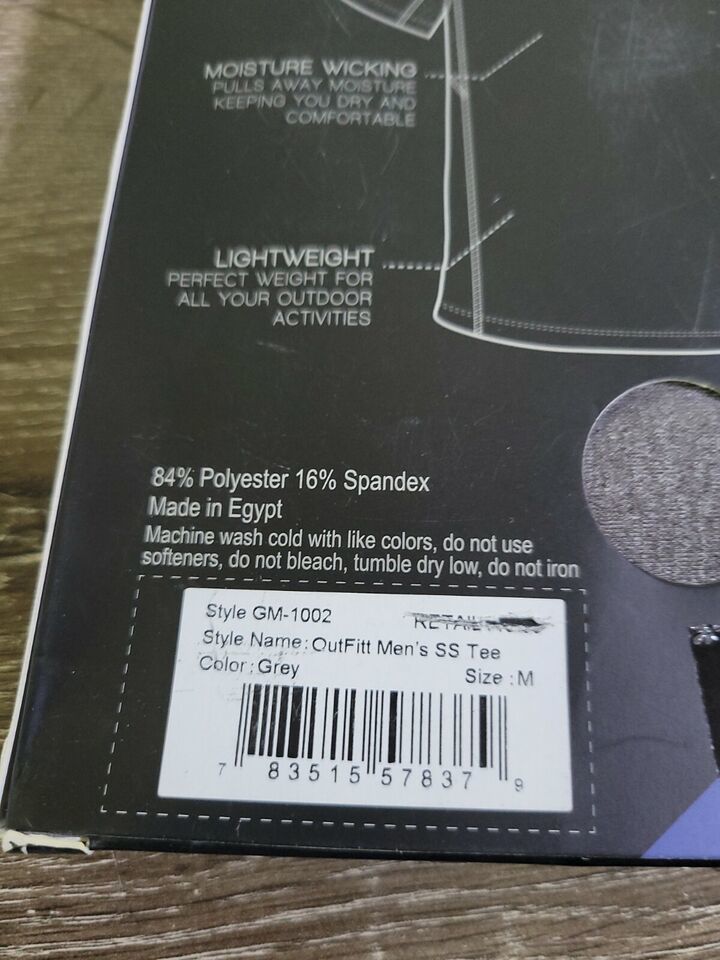 MOISTURE WICKING
PULLS AWAY MOISTURE
KEEPING YOU DRY AND
COMFORTABLE
LIGHTWEIGHT
PERFECT WEIGHT FOR
ALL YOUR OUTDOOR
ACTIVITIES
84% Polyester 16% Spandex
Made in Egypt
Machine wash cold with like colors, do not use
softeners, do not bleach, tumble dry low, do not iron
Style GM-1002 RETAIL
Style Name:OutFitt Men's SS Tee
Color:Grey Size:M
7 83515 57837 9